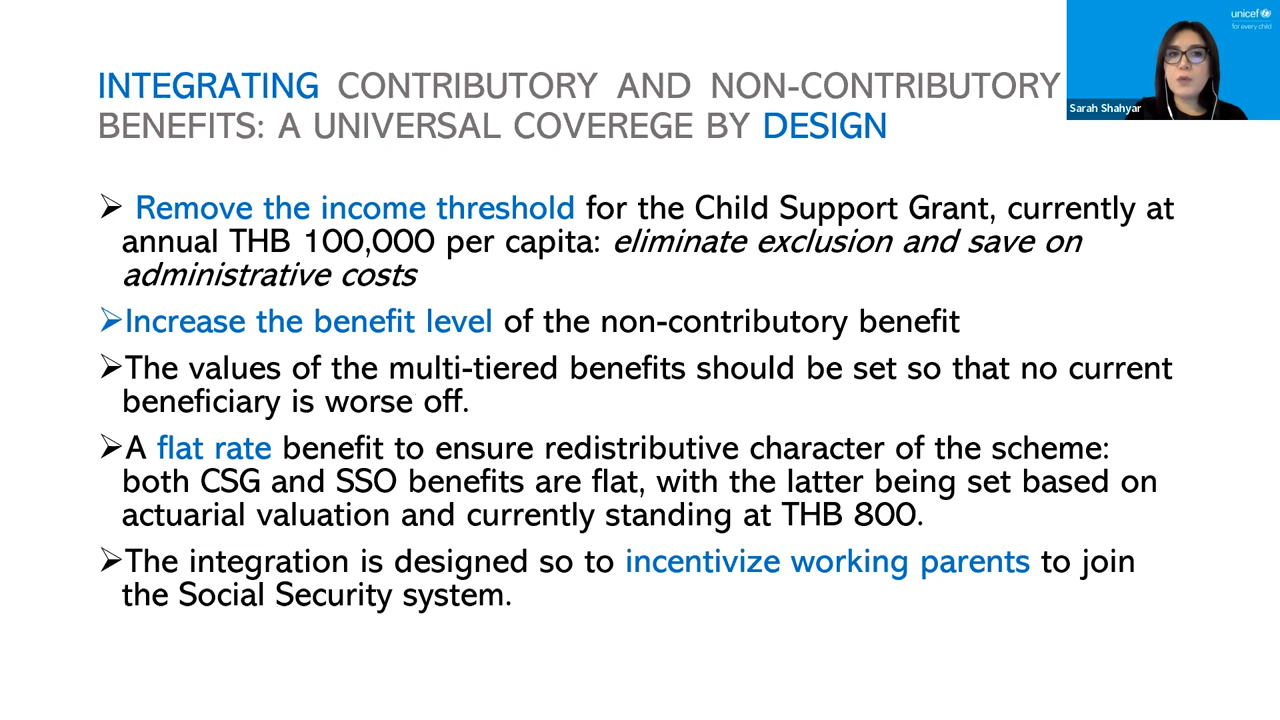 unicef
for every child
Sarah Shahyar
INTEGRATING CONTRIBUTORY AND NON-CONTRIBUTORY
BENEFITS: A UNIVERSAL COVEREGE BY DESIGN
➢ Remove the income threshold for the Child Support Grant, currently at
annual THB 100,000 per capita: eliminate exclusion and save on
administrative costs
➢Increase the benefit level of the non-contributory benefit
➢The values of the multi-tiered benefits should be set so that no current
beneficiary is worse off.
➢A flat rate benefit to ensure redistributive character of the scheme:
both CSG and SSO benefits are flat, with the latter being set based on
actuarial valuation and currently standing at THB 800.
➢The integration is designed so to incentivize working parents to join
the Social Security system.